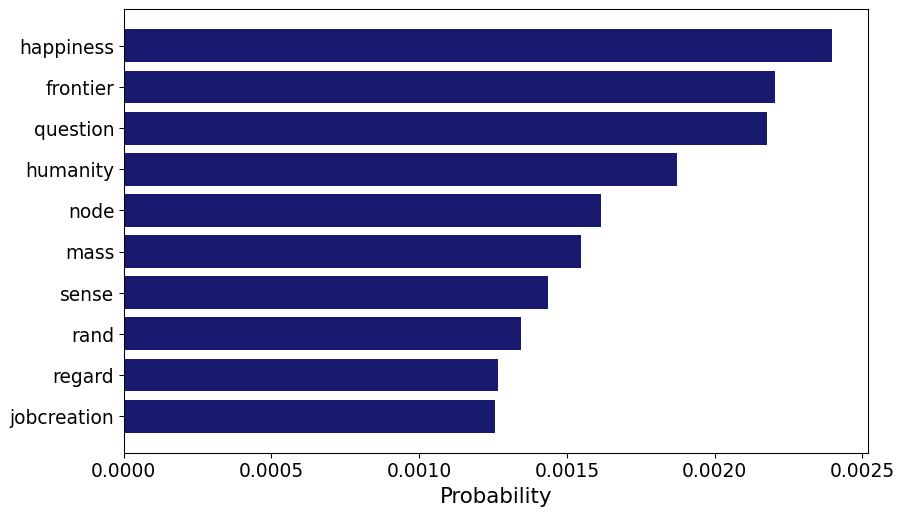 happiness
frontier
question
humanity
node
mass
sense
rand
regard
jobcreation
0.0000 0.0005 0.0010 0.0015 0.0020 0.0025
Probability